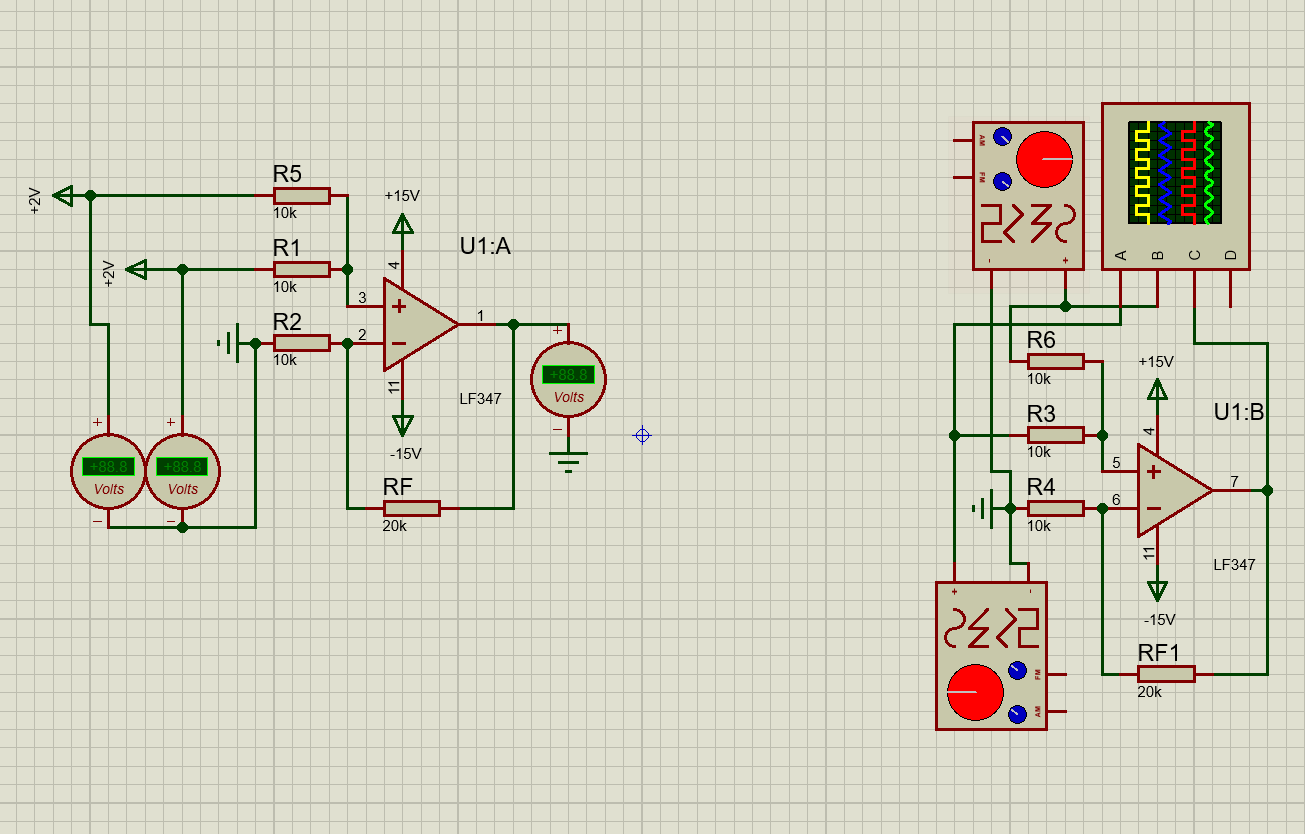 +2V
R5
10k
+2V
R1
10k
R2
10k
+15V
4
U1:A
3
2
1
11
LF347
-15V
RF
20k
+
+88.8
Volts
−
+
+88.8
Volts
−
+
+88.8
Volts
−
AM
FM
-
+
A
B
C
D
R6
10k
R3
10k
R4
10k
+15V
4
U1:B
5
6
7
11
LF347
-15V
RF1
20k
+
-
FM
AM